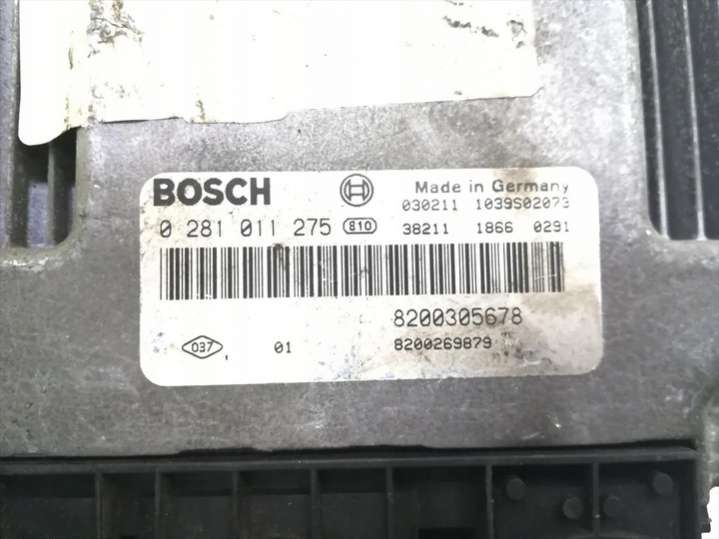 BOSCH
Made in Germany
030211 1039S02073
0 281 011 275 810 38211 1866 0291
8200305678
037 01 8200269879